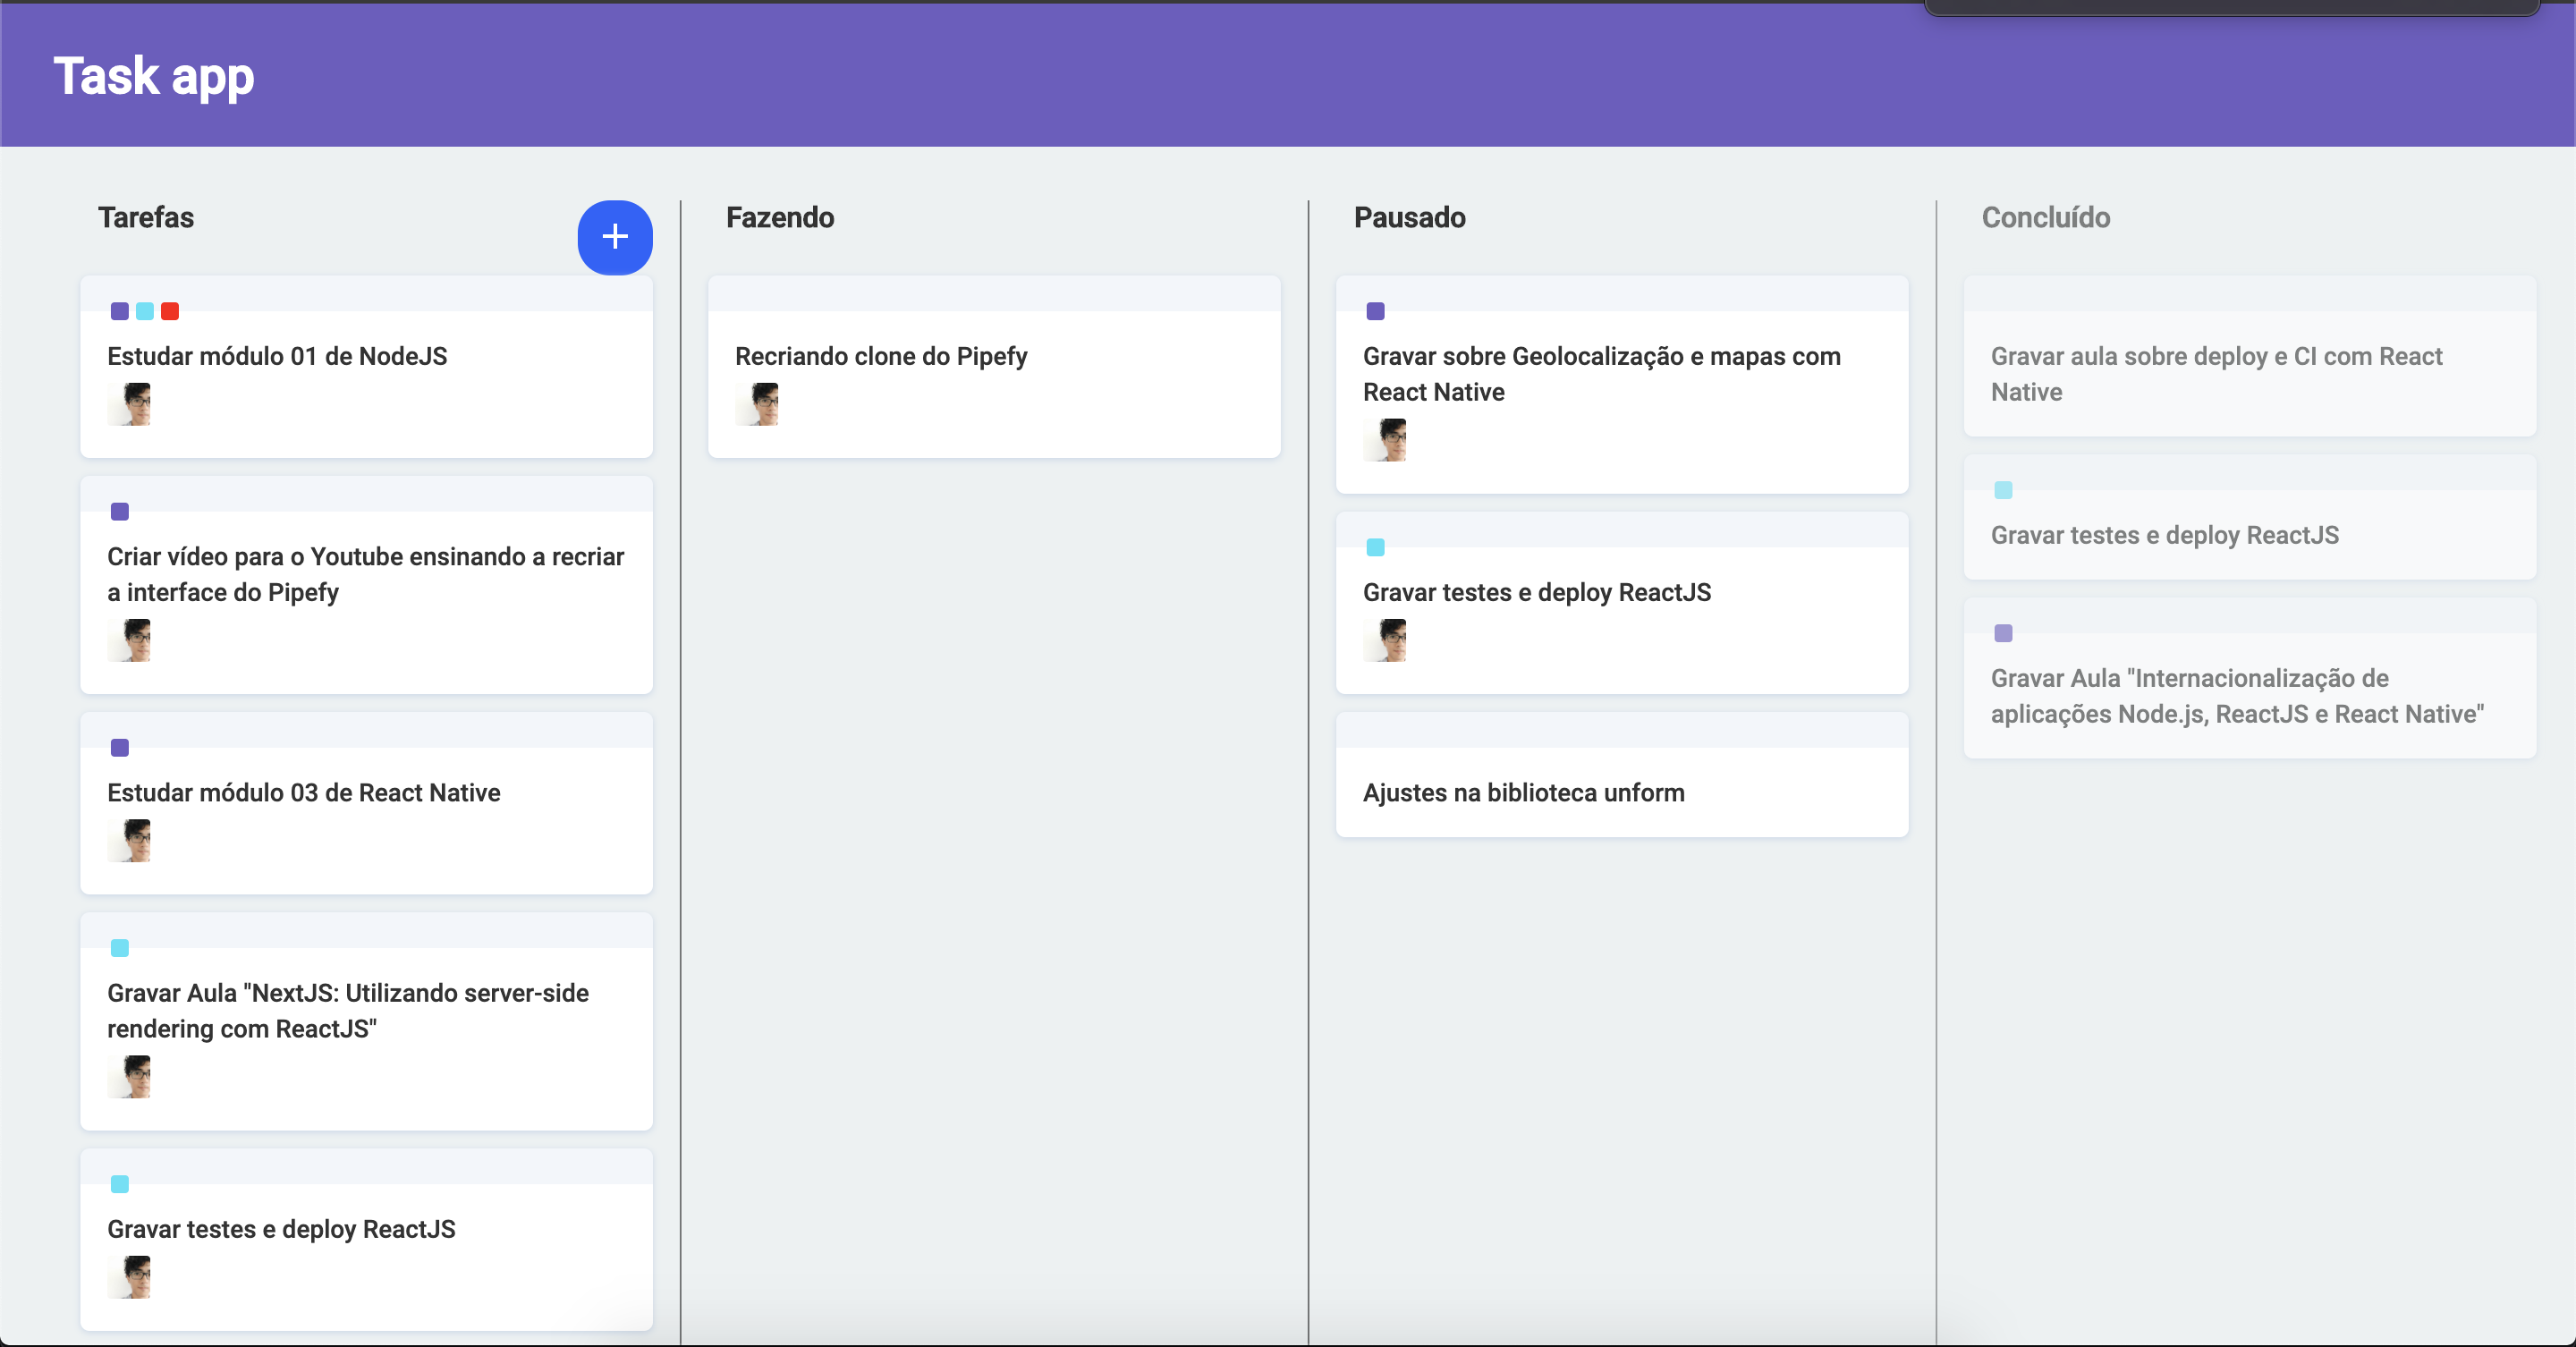 Task app
Tarefas
Estudar módulo 01 de NodeJS
Criar vídeo para o Youtube ensinando a recriar
a interface do Pipefy
Estudar módulo 03 de React Native
Gravar Aula "NextJS: Utilizando server-side
rendering com ReactJS"
Gravar testes e deploy ReactJS
Fazendo
Recriando clone do Pipefy
Pausado
Gravar sobre Geolocalização e mapas com
React Native
Gravar testes e deploy ReactJS
Ajustes na biblioteca unform
Concluído
Gravar aula sobre deploy e CI com React
Native
Gravar testes e deploy ReactJS
Gravar Aula "Internacionalização de
aplicações Node.js, ReactJS e React Native"